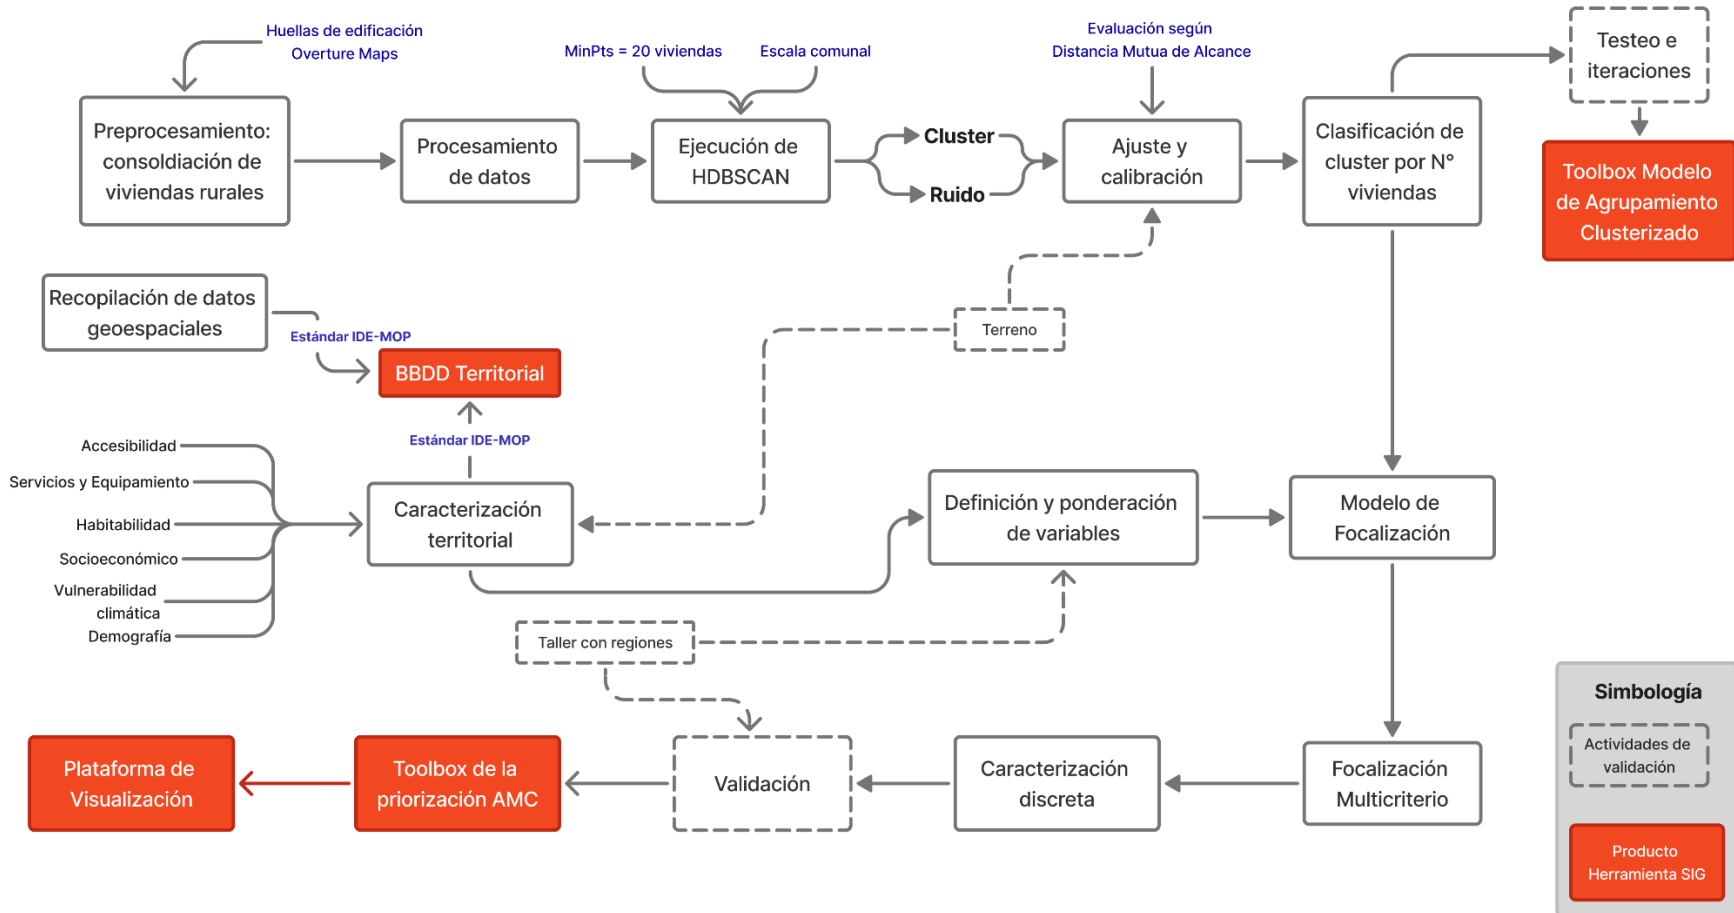 Huellas de edificación
Overture Maps
MinPts = 20 viviendas
Escala comunal
Evaluación según
Distancia Mutua de Alcance
Testeo e
iteraciones
Preprocesamiento:
consoldiación de
viviendas rurales
Procesamiento
de datos
Ejecución de
HDBSCAN
Cluster
Ruido
Ajuste y
calibración
Clasificación de
cluster por N°
viviendas
Toolbox Modelo
de Agrupamiento
Clusterizado
Recopilación de datos
geoespaciales
Estándar IDE-MOP
BBDD Territorial
Terreno
Estándar IDE-MOP
Accesibilidad
Servicios y Equipamiento
Habitabilidad
Socioeconómico
Vulnerabilidad
climática
Demografía
Caracterización
territorial
Definición y ponderación
de variables
Modelo de
Focalización
Taller con regiones
Plataforma de
Visualización
Toolbox de la
priorización AMC
Validación
Caracterización
discreta
Focalización
Multicriterio
Simbología
Actividades de
validación
Producto
Herramienta SIG